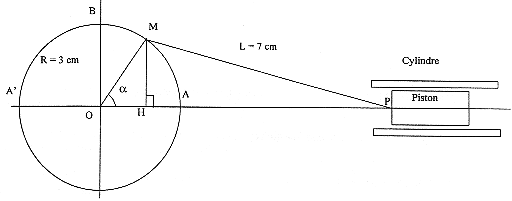 B
M
R = 3 cm
L = 7 cm
Cylindre
α
A'
A
P
Piston
O
H